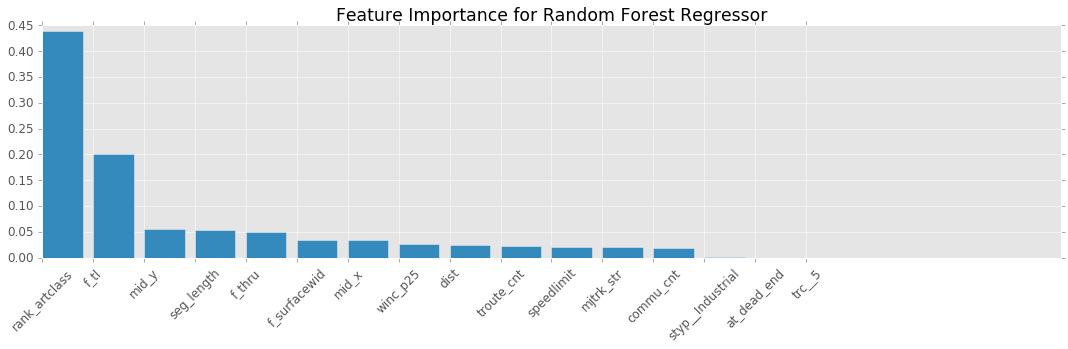 Feature Importance for Random Forest Regressor
0.45
0.40
0.35
0.30
0.25
0.20
0.15
0.10
0.05
0.00
rank_artclass
f_tl
mid_y
seg_length
f_thru
f_surfacewid
mid_x
winc_p25
dist
troute_cnt
speedlimit
mjtrk_str
commu_cnt
styp__Industrial
at_dead_end
trc__5